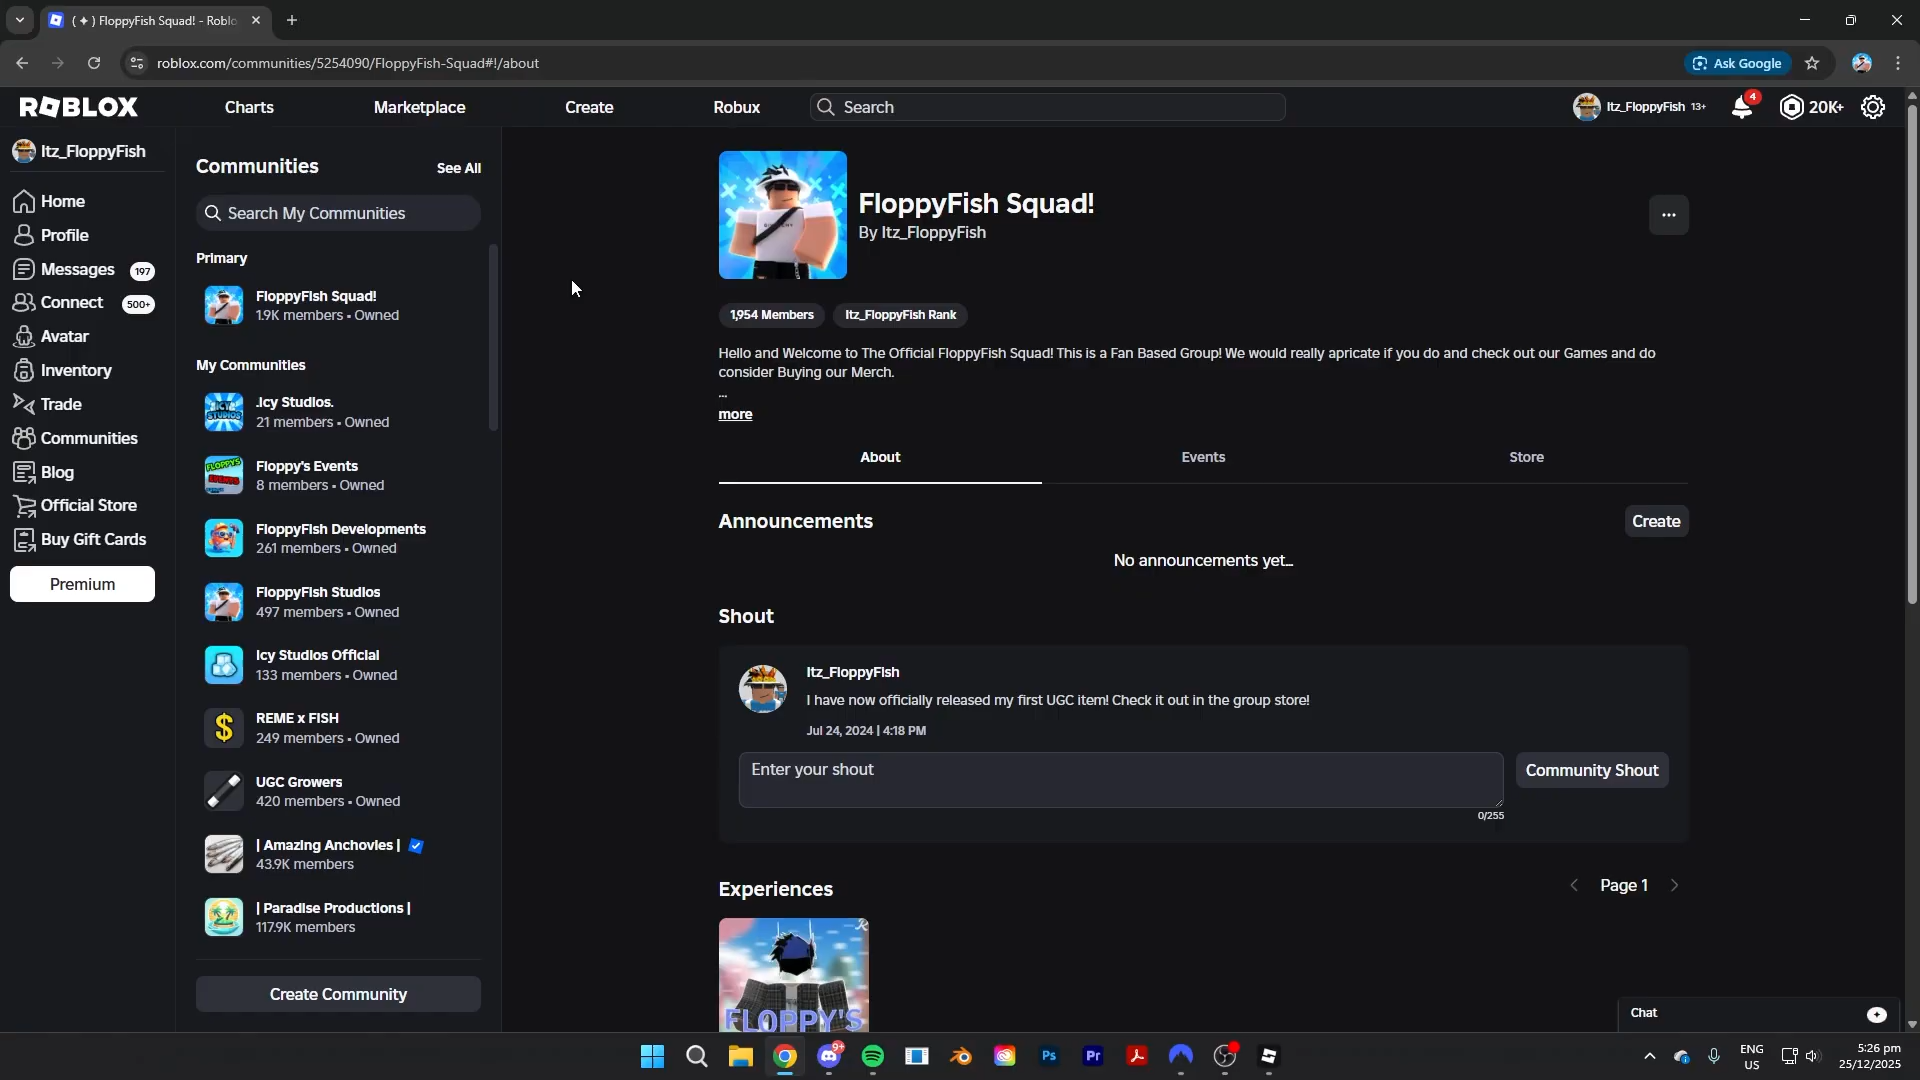 ( ✦ ) FloppyFish Squad! - Roblo
roblox.com/communities/5254090/FloppyFish-Squad#!/about
Ask Google
ROBLOX
Charts
Marketplace
Create
Robux
Search
Itz_FloppyFish 13+
4
20K+
Itz_FloppyFish
Home
Profile
Messages 197
Connect 500+
Avatar
Inventory
Trade
Communities
Blog
Official Store
Buy Gift Cards
Premium
Communities
See All
Search My Communities
Primary
FloppyFish Squad!
1.9K members • Owned
My Communities
.Icy Studios.
21 members • Owned
Floppy's Events
8 members • Owned
FloppyFish Developments
261 members • Owned
FloppyFish Studios
497 members • Owned
Icy Studios Official
133 members • Owned
REME x FISH
249 members • Owned
UGC Growers
420 members • Owned
| Amazing Anchovies |
43.9K members
| Paradise Productions |
117.9K members
Create Community
FloppyFish Squad!
By Itz_FloppyFish
1,954 Members
Itz_FloppyFish Rank
Hello and Welcome to The Official FloppyFish Squad! This is a Fan Based Group! We would really apricate if you do and check out our Games and do
consider Buying our Merch.
...
more
About
Events
Store
Announcements
Create
No announcements yet...
Shout
Itz_FloppyFish
I have now officially released my first UGC item! Check it out in the group store!
Jul 24, 2024 | 4:18 PM
Enter your shout
Community Shout
0/255
Experiences
Page 1
FLOPPY'S
Chat
9+
Ps
Pr
ENG
US
5:26 pm
25/12/2025